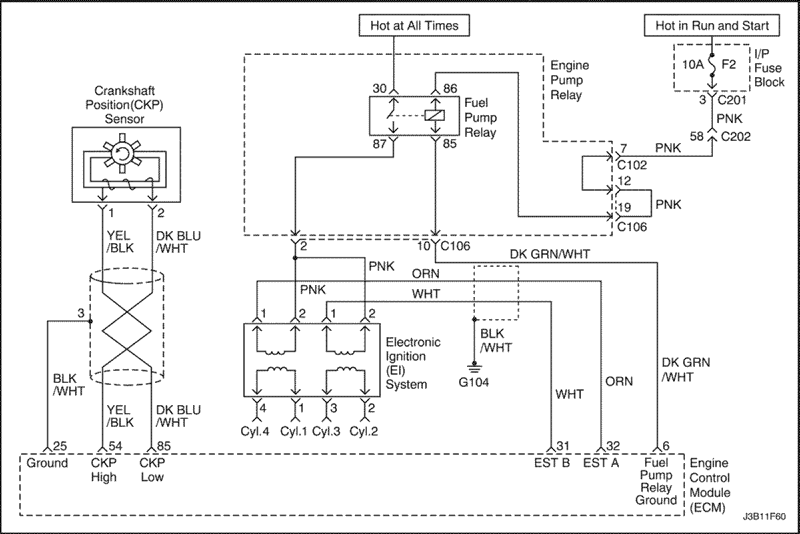 Hot at All Times
Hot in Run and Start
Engine
Pump
Relay
10A F2
I/P
Fuse
Block
Crankshaft
Position(CKP)
Sensor
30
86
Fuel
Pump
Relay
87
85
3 C201
PNK
58 C202
7
PNK
C102
12
PNK
19
C106
1
2
YEL
/BLK
DK BLU
/WHT
2
10 C106
DK GRN/WHT
PNK
ORN
PNK
WHT
3
1
2
1
2
BLK
/WHT
G104
Electronic
Ignition
(EI)
System
DK GRN
/WHT
BLK
/WHT
YEL
/BLK
DK BLU
/WHT
4
1
3
2
Cyl.4
Cyl.1
Cyl.3
Cyl.2
WHT
ORN
25
54
85
31
32
6
Ground
CKP
High
CKP
Low
EST B
EST A
Fuel
Pump
Relay
Ground
Engine
Control
Module
(ECM)
J3B11F60